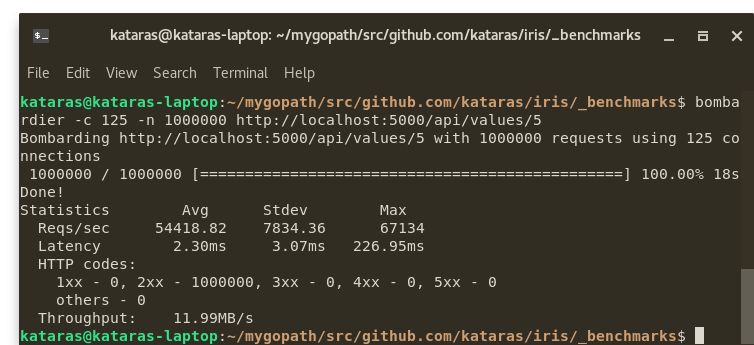 kataras@kataras-laptop: ~/mygopath/src/github.com/kataras/iris/_benchmarks
File Edit View Search Terminal Help
kataras@kataras-laptop:~/mygopath/src/github.com/kataras/iris/_benchmarks$ bomba
rdier -c 125 -n 1000000 http://localhost:5000/api/values/5
Bombarding http://localhost:5000/api/values/5 with 1000000 requests using 125 co
nnections
 1000000 / 1000000 [===============================================] 100.00% 18s
Done!
Statistics        Avg      Stdev        Max
  Reqs/sec     54418.82    7834.36      67134
  Latency        2.30ms     3.07ms   226.95ms
  HTTP codes:
    1xx - 0, 2xx - 1000000, 3xx - 0, 4xx - 0, 5xx - 0
    others - 0
  Throughput:    11.99MB/s
kataras@kataras-laptop:~/mygopath/src/github.com/kataras/iris/_benchmarks$